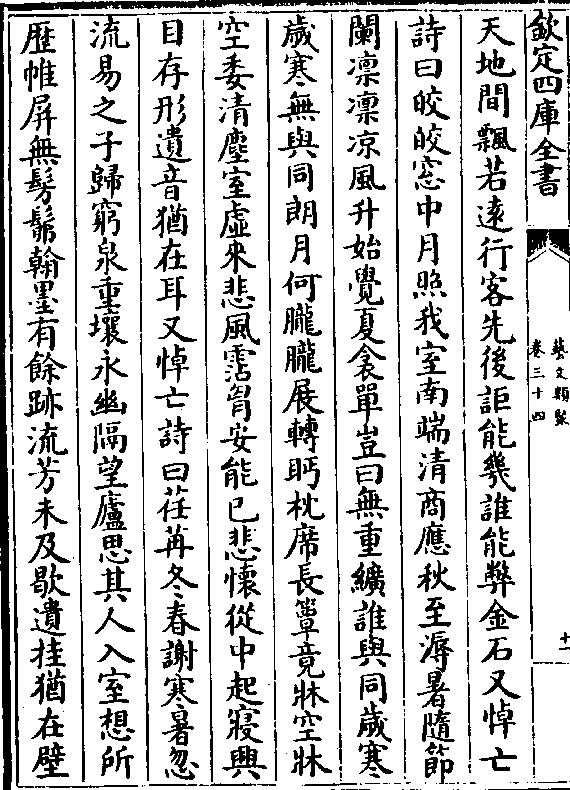 欽定四庫全書
藝文類聚
卷三十四
十一
天地間飄若遠行客先後詎能幾誰能弊金石又悼亡
詩曰皎皎窓中月照我室南端清商應秋至溽暑隨節
闌凛凛凉風升始覺夏衾單豈曰無重纊誰與同歲寒
歲寒無與同朗月何朧朧展轉眄枕席長簟竟牀空牀
空委清塵室虛來悲風霑胷安能已悲懷從中起寢興
目存形遺音猶在耳又悼亡詩曰荏苒冬春謝寒暑忽
流易之子歸窮泉重壤永幽隔望廬思其人入室想所
歴帷屏無髣髴翰墨有餘跡流芳未及歇遺挂猶在壁